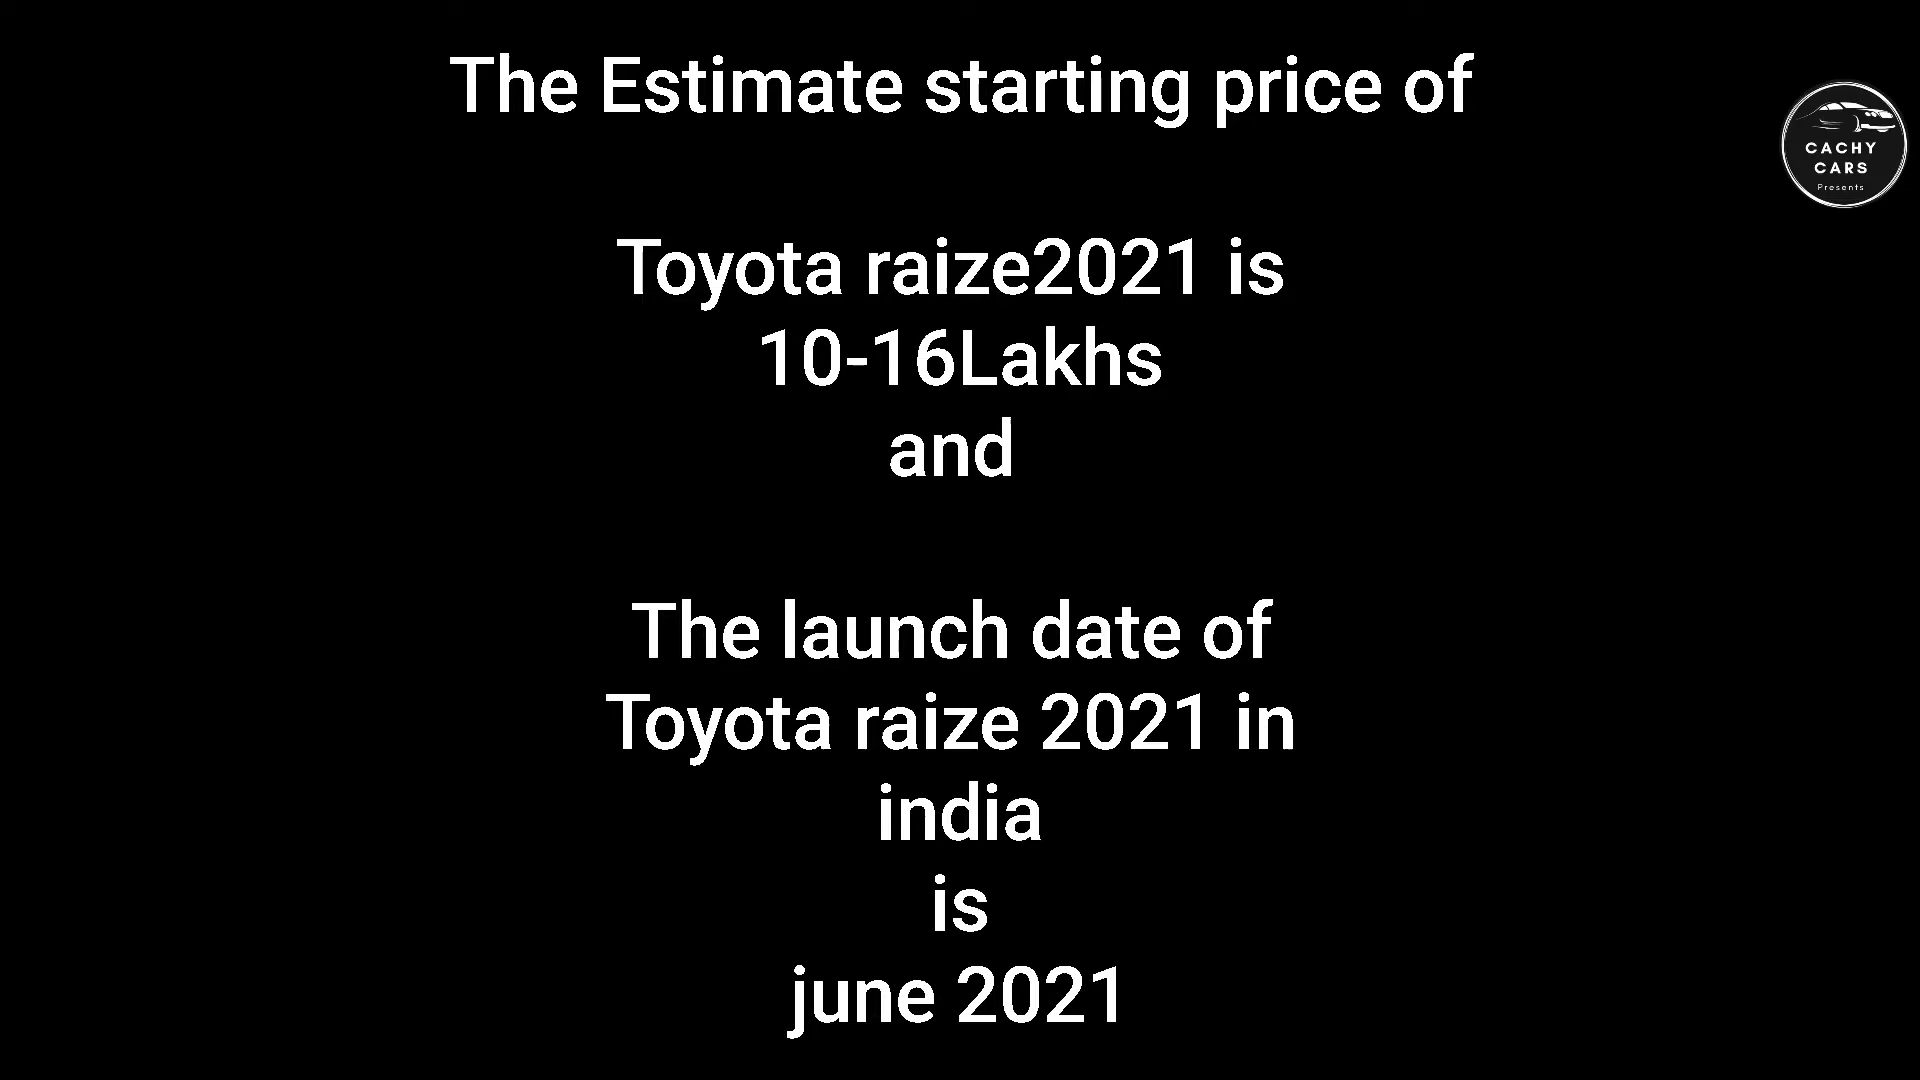 The Estimate starting price of
CACHY
CARS
Presents
Toyota raize2021 is
10-16Lakhs
and
The launch date of
Toyota raize 2021 in
india
is
june 2021